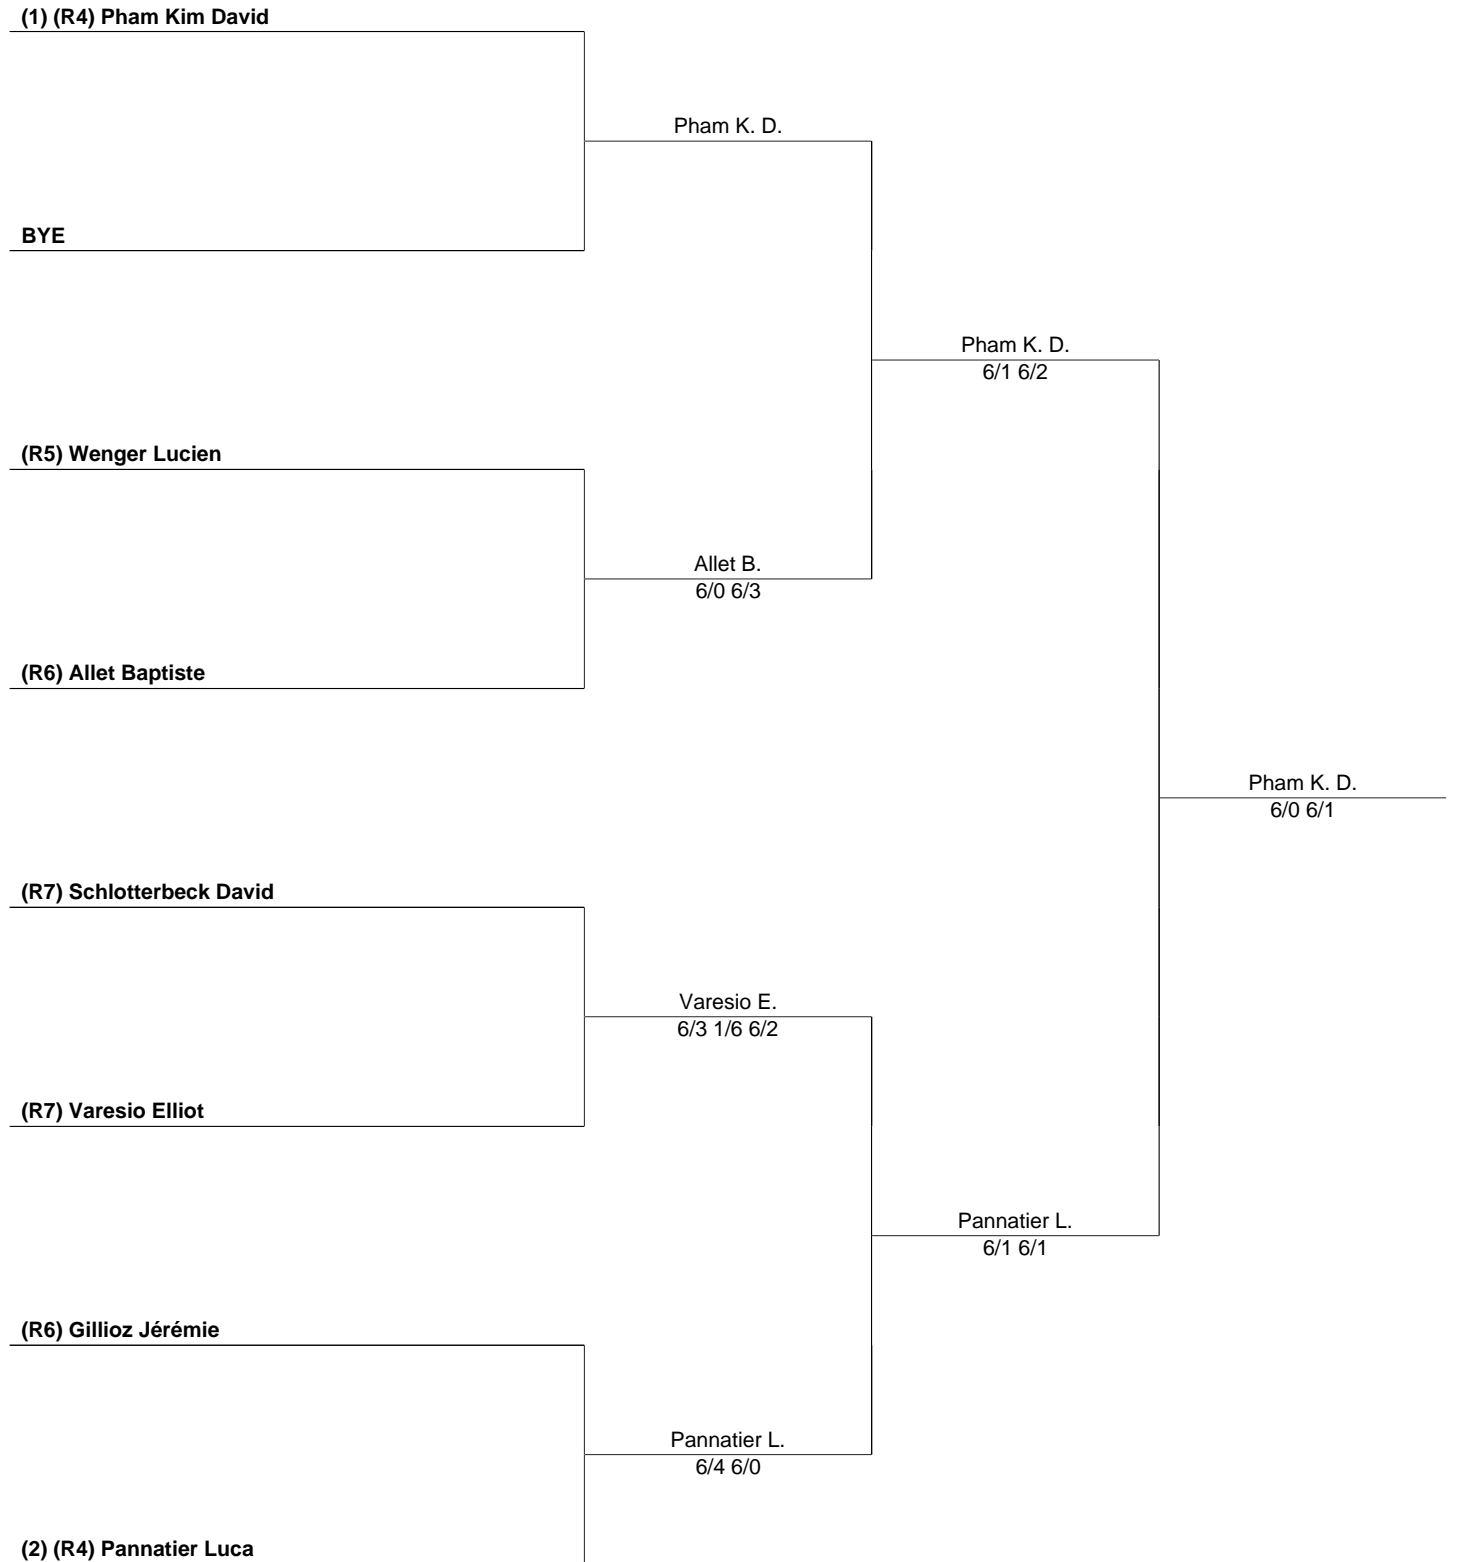 (1) (R4) Pham Kim David
Pham K. D.
BYE
Pham K. D.
6/1 6/2
(R5) Wenger Lucien
Allet B.
6/0 6/3
(R6) Allet Baptiste
Pham K. D.
6/0 6/1
(R7) Schlotterbeck David
Varesio E.
6/3 1/6 6/2
(R7) Varesio Elliot
Pannatier L.
6/1 6/1
(R6) Gillioz Jérémie
Pannatier L.
6/4 6/0
(2) (R4) Pannatier Luca